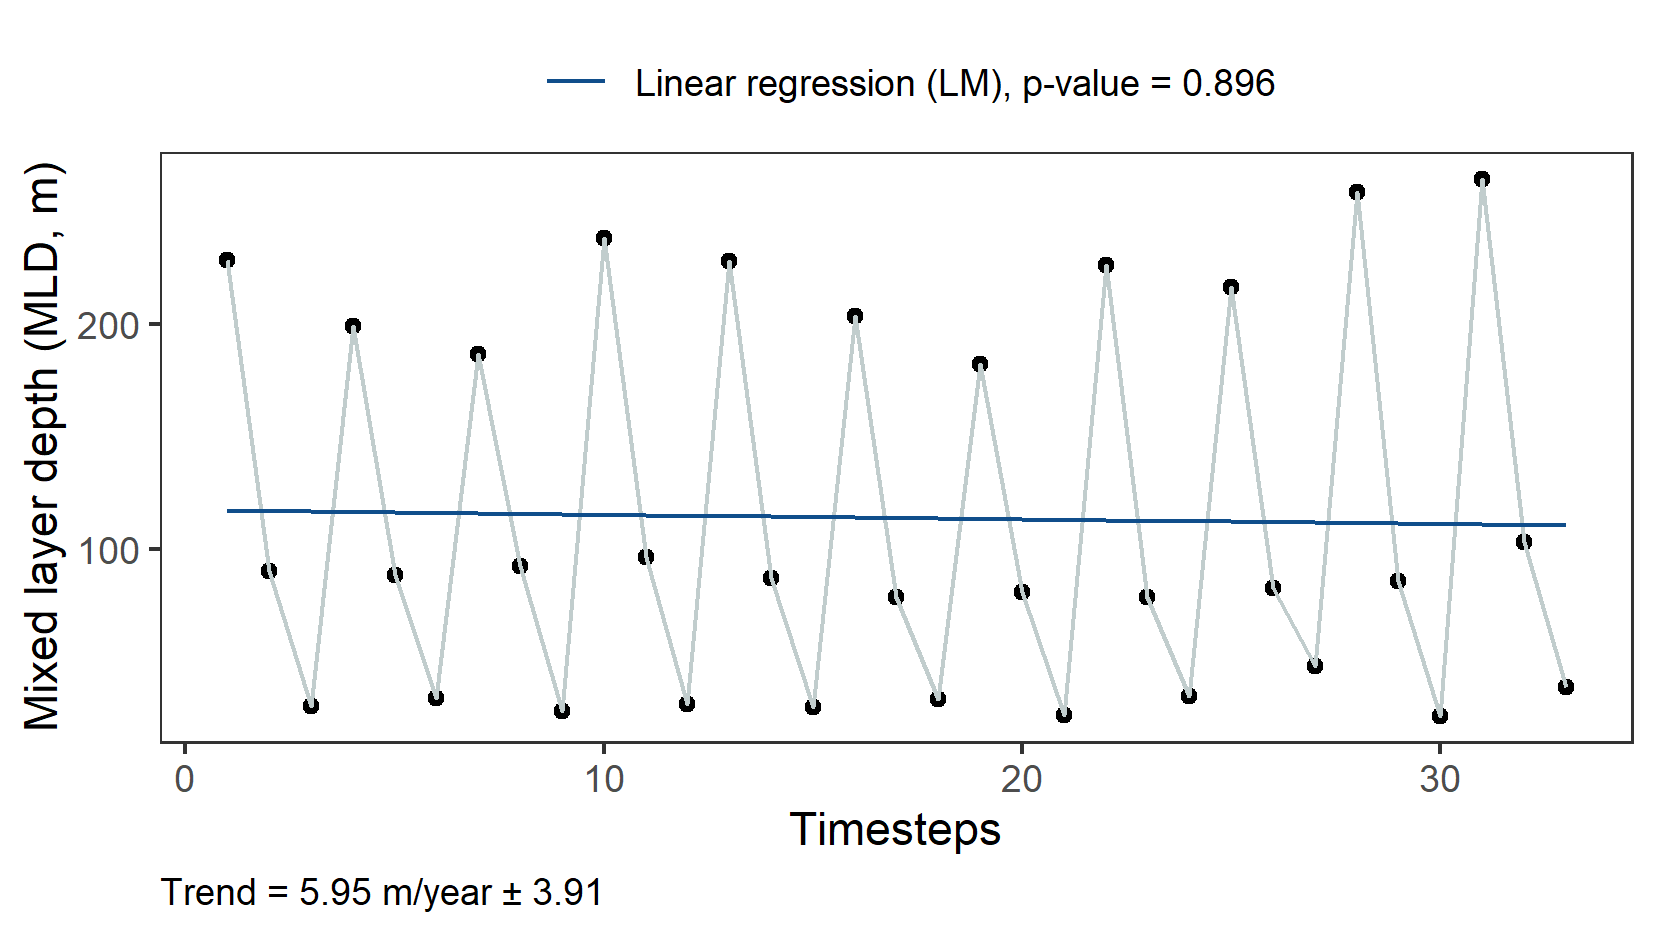 Linear regression (LM), p-value = 0.896
Mixed layer depth (MLD, m)
200
100
0 10 20 30
Timesteps
Trend = 5.95 m/year ± 3.91